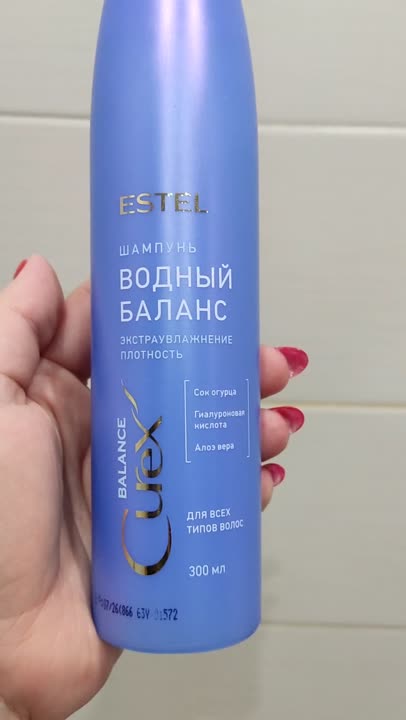 ESTEL
ШАМПУНЬ
ВОДНЫЙ
БАЛАНС
ЭКСТРАУВЛАЖНЕНИЕ
ПЛОТНОСТЬ
Сок огурца
Гиалуроновая
кислота
Алоэ вера
BALANCE
Curex
ДЛЯ ВСЕХ
ТИПОВ ВОЛОС
300 МЛ